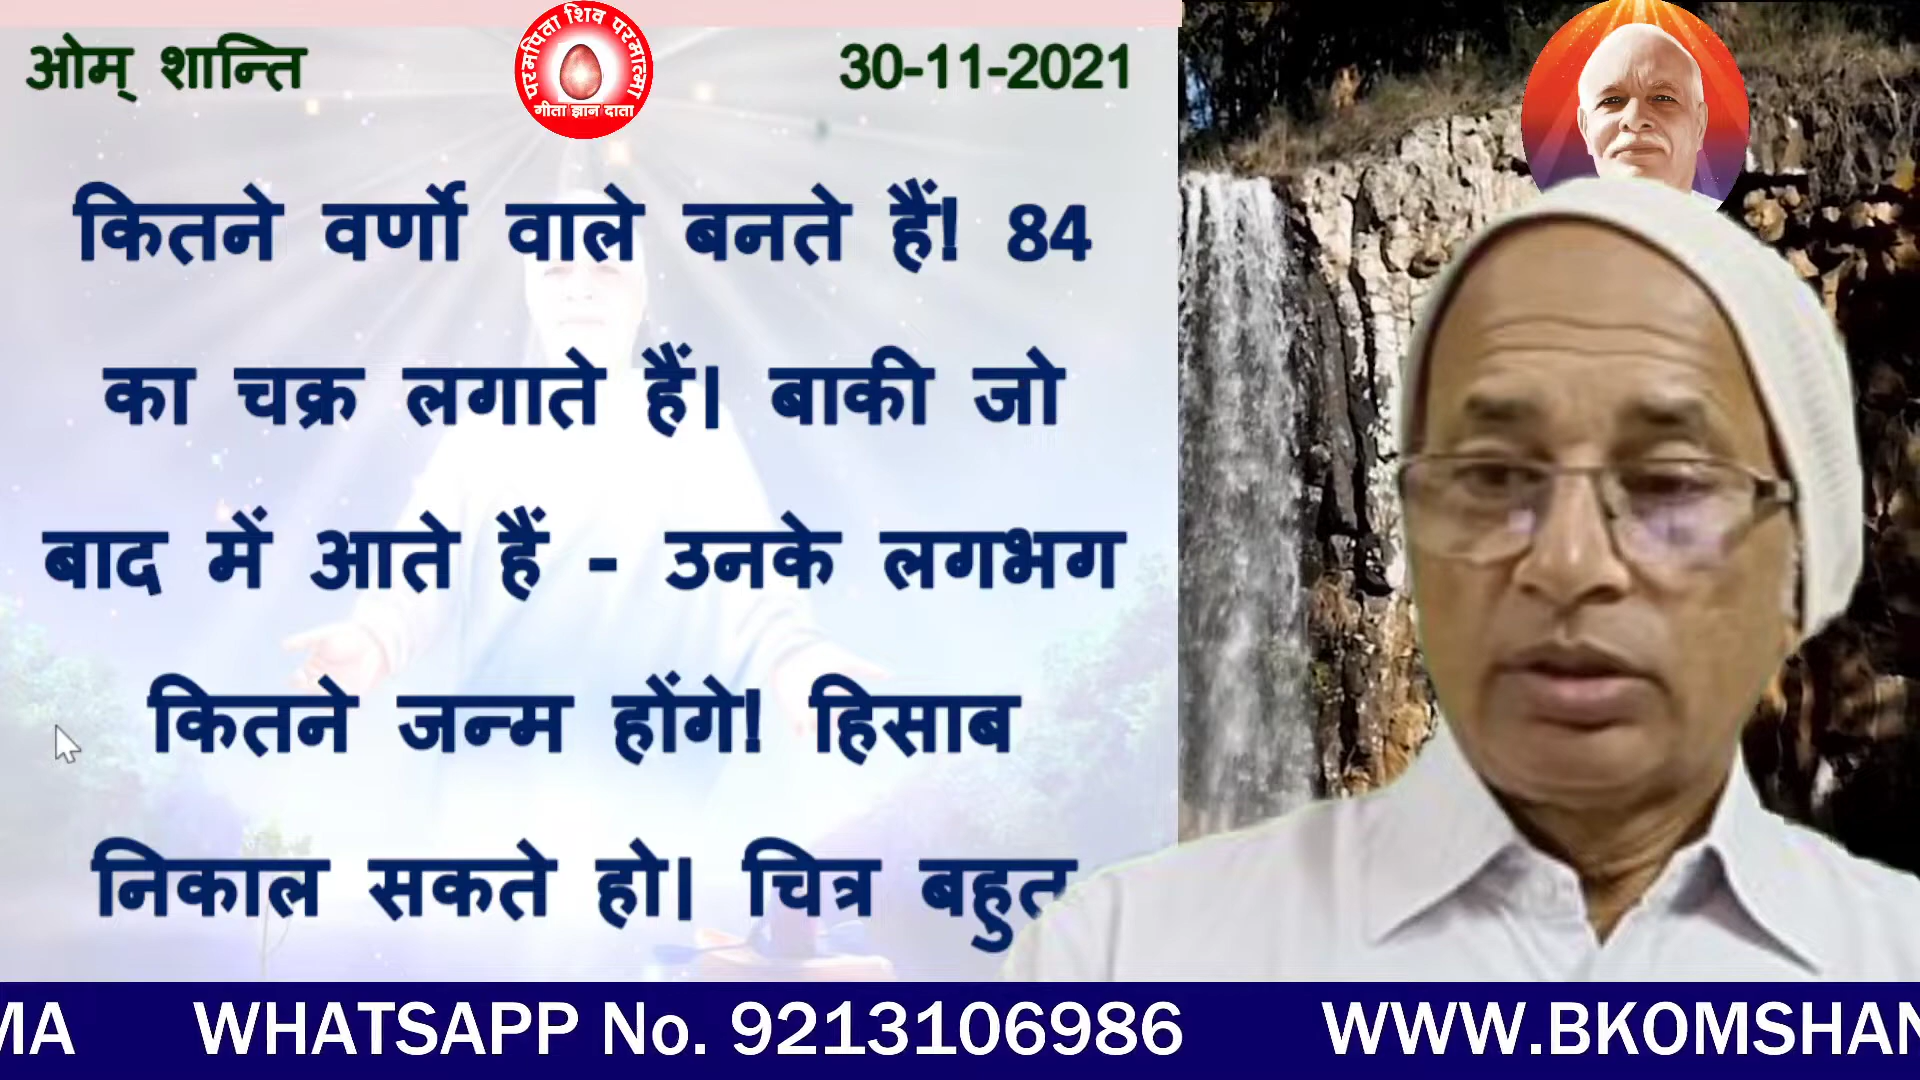 ओम् शान्ति
परमपिता शिव परमात्मा
गीता ज्ञान दाता
30-11-2021
कितने वर्णो वाले बनते हैं! 84
का चक्र लगाते हैं। बाकी जो
बाद में आते हैं - उनके लगभग
कितने जन्म होंगे! हिसाब
निकाल सकते हो। चित्र बहुत
MA WHATSAPP No. 9213106986 WWW.BKOMSHAN